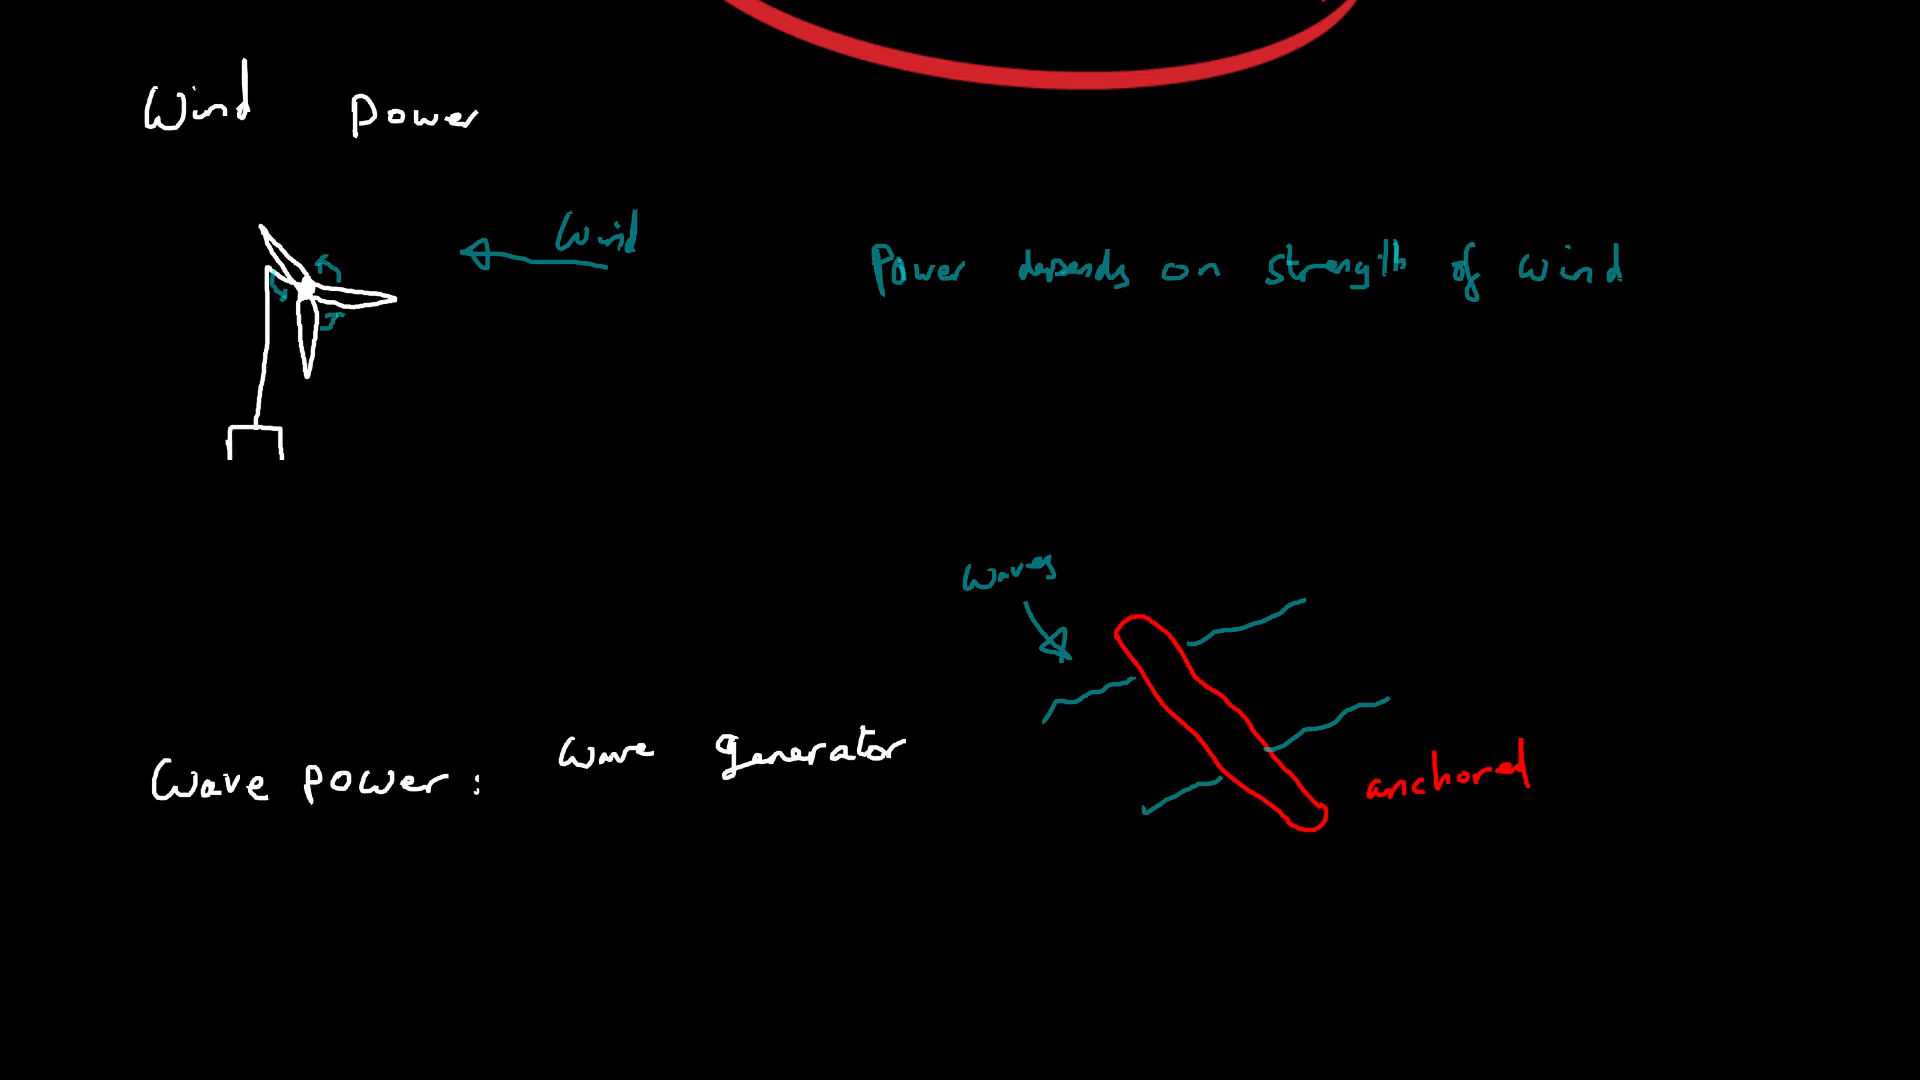 Wind Power
Wind
Power depends on strength of wind
waves
Wave power : wave generator
anchored